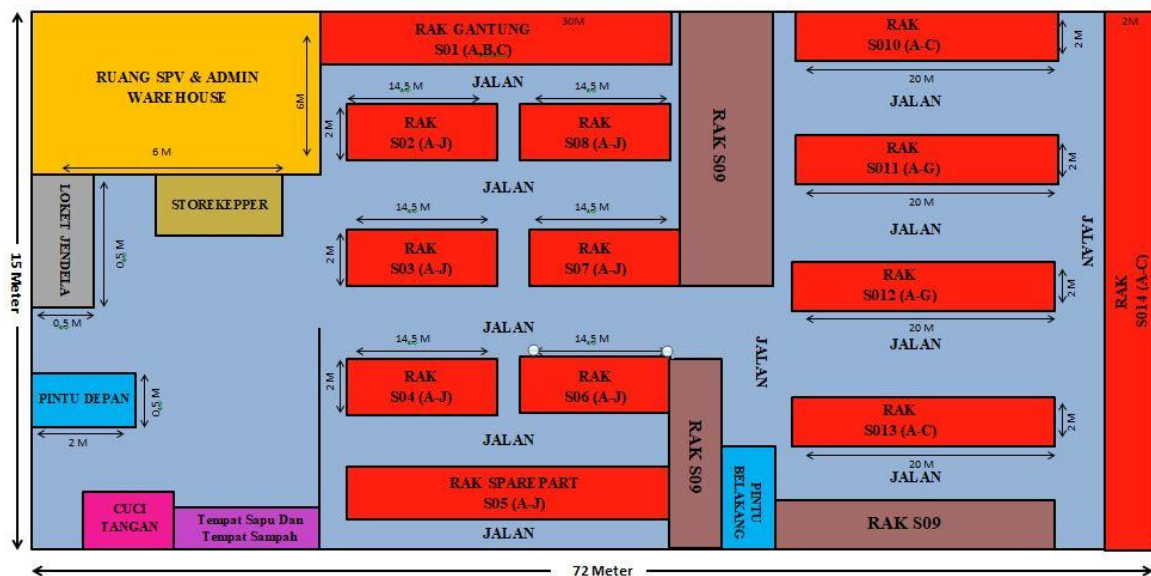 RUANG SPV & ADMIN
WAREHOUSE
6M
6 M
RAK GANTUNG
30M
S01 (A,B,C)
JALAN
14,5 M
14,5 M
2 M
RAK
S02 (A-J)
RAK
S08 (A-J)
JALAN
14,5 M
14,5 M
2 M
RAK
S03 (A-J)
RAK
S07 (A-J)
JALAN
14,5 M
14,5 M
2 M
RAK
S04 (A-J)
RAK
S06 (A-J)
JALAN
RAK SPAREPART
S05 (A-J)
JALAN
LOKET JENDELA
0,5 M
0,5 M
STOREKEPPER
PINTU DEPAN
0,5 M
2 M
CUCI
TANGAN
Tempat Sapu Dan
Tempat Sampah
RAK S09
RAK S09
JALAN
PINTU
BELAKANG
RAK S09
RAK
S010 (A-C)
2 M
20 M
JALAN
RAK
S011 (A-G)
2 M
20 M
JALAN
RAK
S012 (A-G)
2 M
20 M
JALAN
RAK
S013 (A-C)
2 M
20 M
JALAN
JALAN
2M
RAK
S014 (A-C)
15 Meter
72 Meter